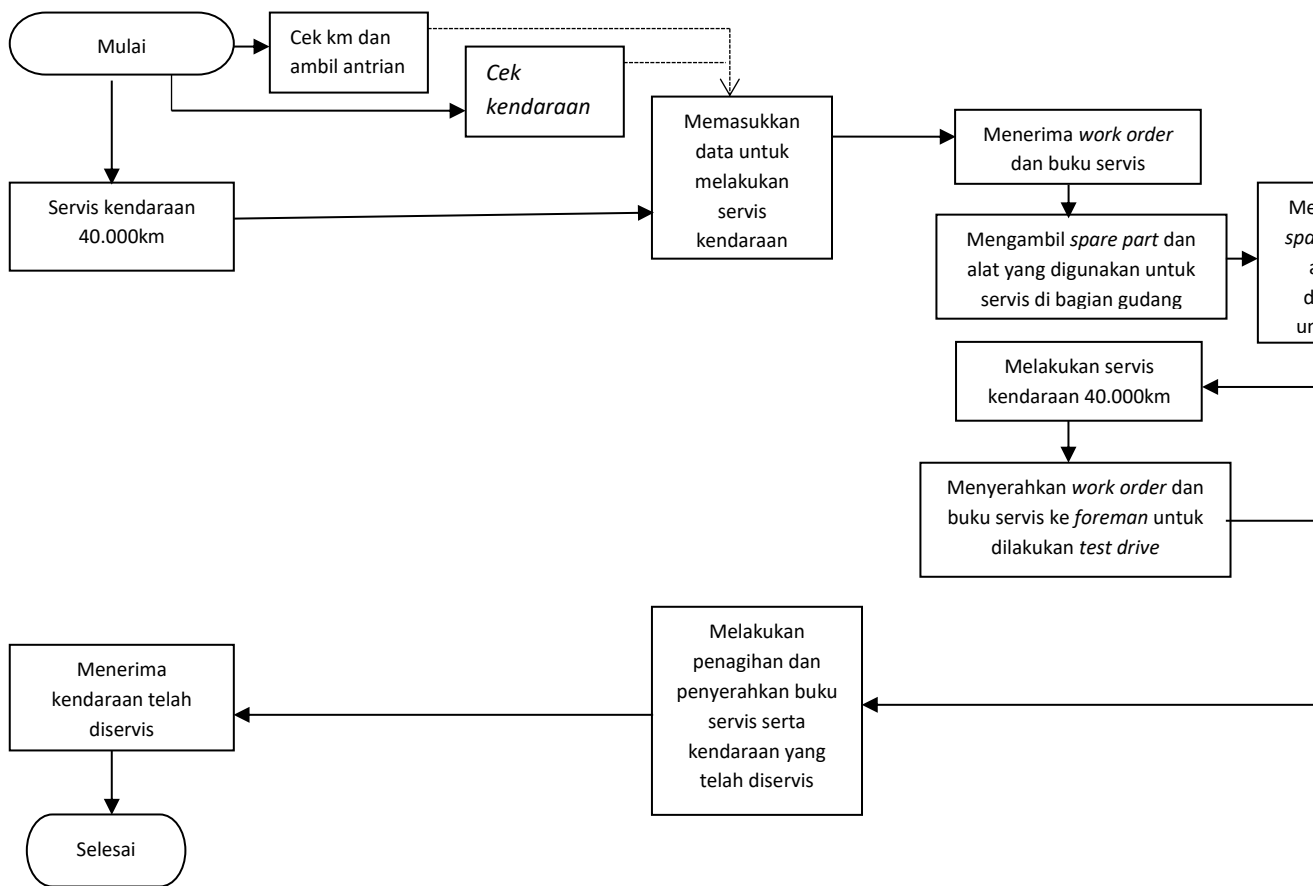 Mulai
Cek km dan
ambil antrian
Cek
kendaraan
Servis kendaraan
40.000km
Memasukkan
data untuk
melakukan
servis
kendaraan
Menerima work order
dan buku servis
Mengambil spare part dan
alat yang digunakan untuk
servis di bagian gudang
Melakukan servis
kendaraan 40.000km
Menyerahkan work order dan
buku servis ke foreman untuk
dilakukan test drive
Melakukan
penagihan dan
penyerahkan buku
servis serta
kendaraan yang
telah diservis
Menerima
kendaraan telah
diservis
Selesai